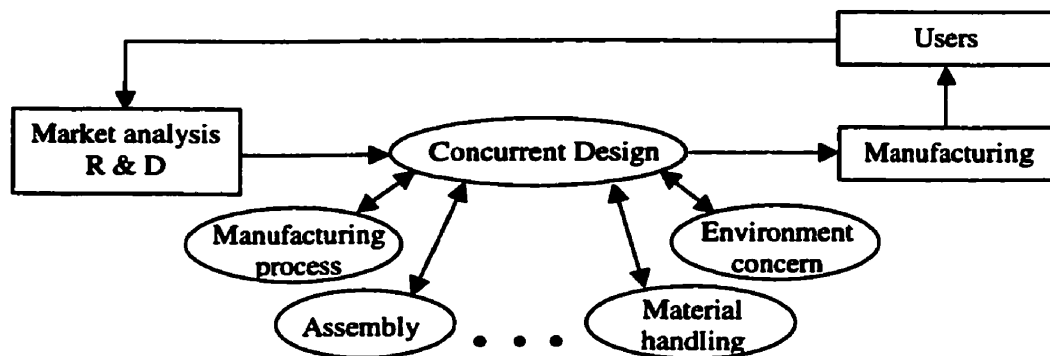 Users
Market analysis
R & D
Concurrent Design
Manufacturing
Manufacturing
process
Environment
concern
Assembly
• • •
Material
handling